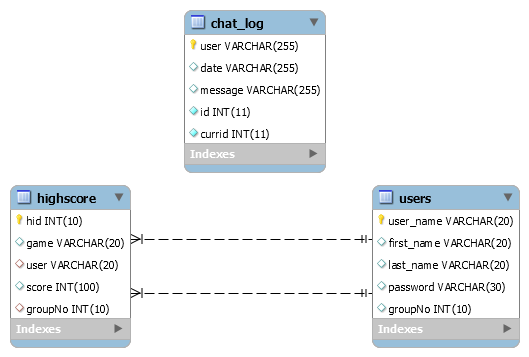 chat_log
user VARCHAR(255)
date VARCHAR(255)
message VARCHAR(255)
id INT(11)
currid INT(11)
Indexes
highscore
hid INT(10)
game VARCHAR(20)
user VARCHAR(20)
score INT(100)
groupNo INT(10)
Indexes
users
user_name VARCHAR(20)
first_name VARCHAR(20)
last_name VARCHAR(20)
password VARCHAR(30)
groupNo INT(10)
Indexes